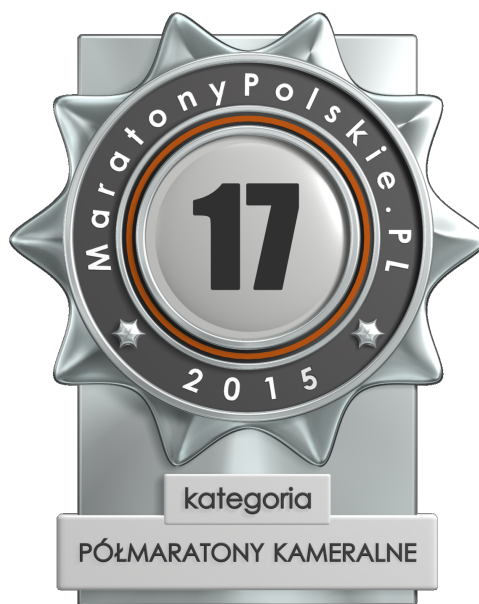 MaratonyPolskie.PL
17
2015
kategoria
PÓŁMARATONY KAMERALNE